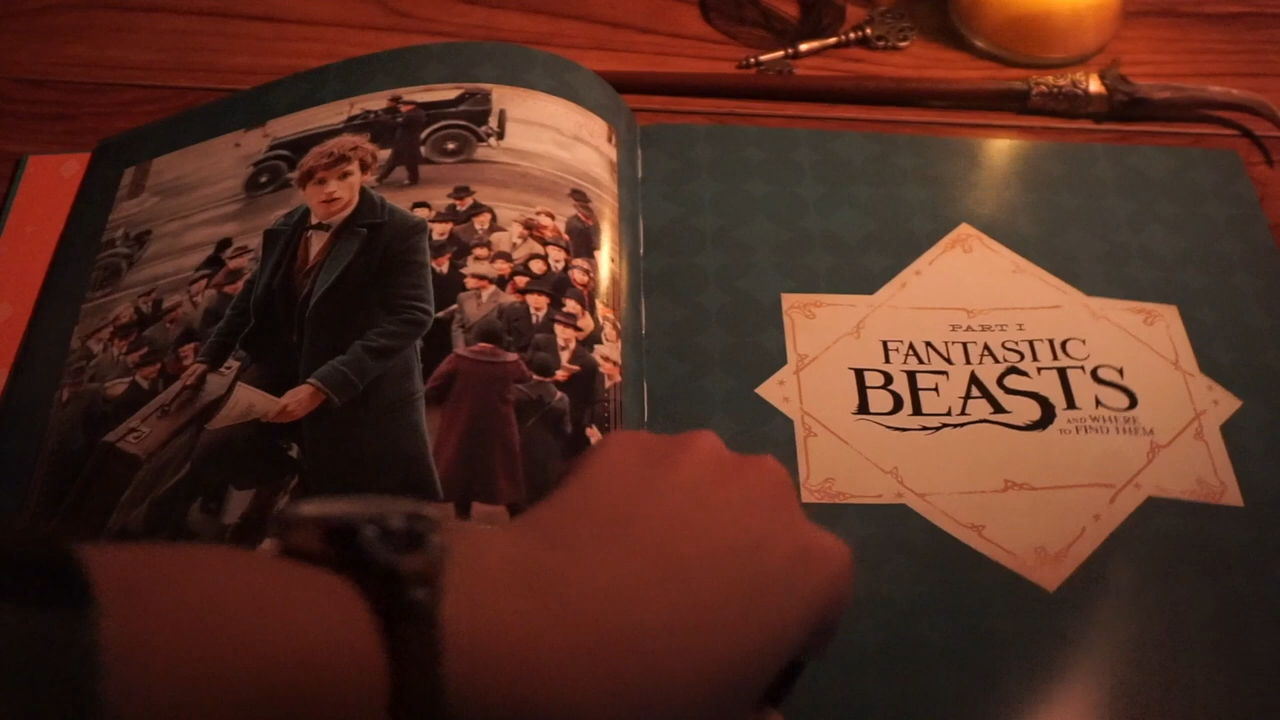 PART I
FANTASTIC
BEASTS
AND WHERE
TO FIND THEM